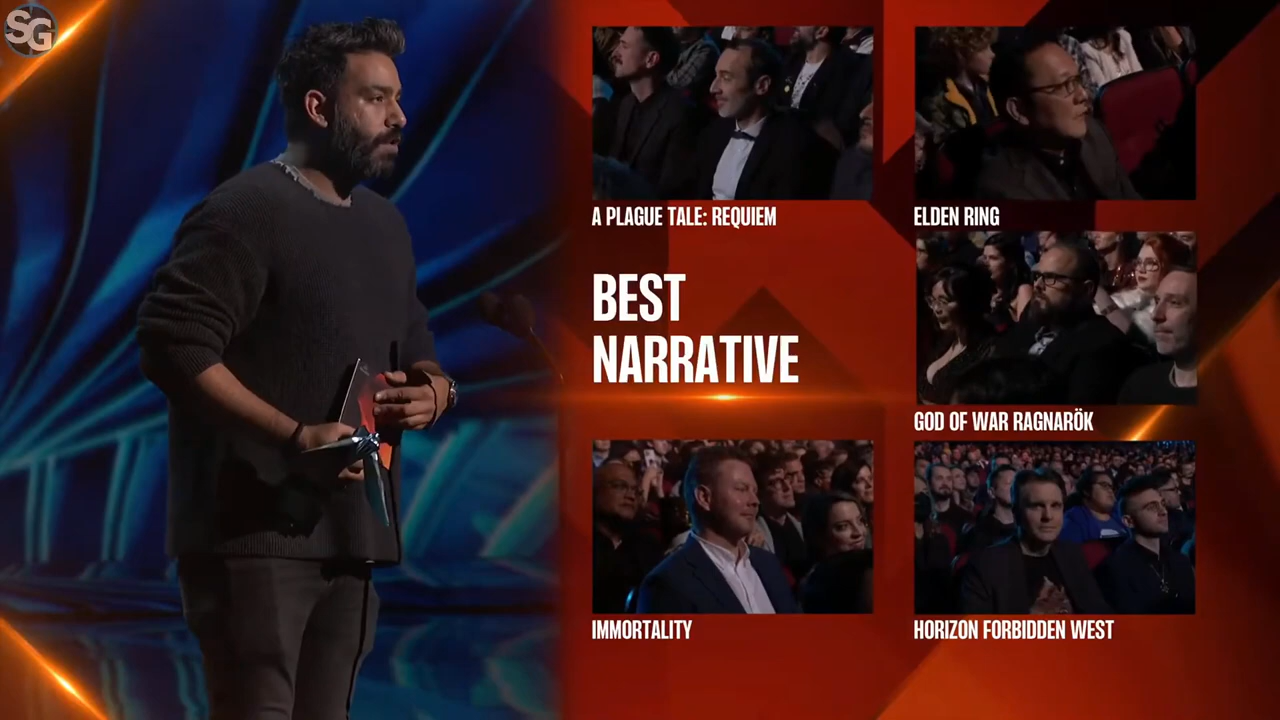 SG
A PLAGUE TALE: REQUIEM
ELDEN RING
BEST
NARRATIVE
GOD OF WAR RAGNARÖK
IMMORTALITY
HORIZON FORBIDDEN WEST